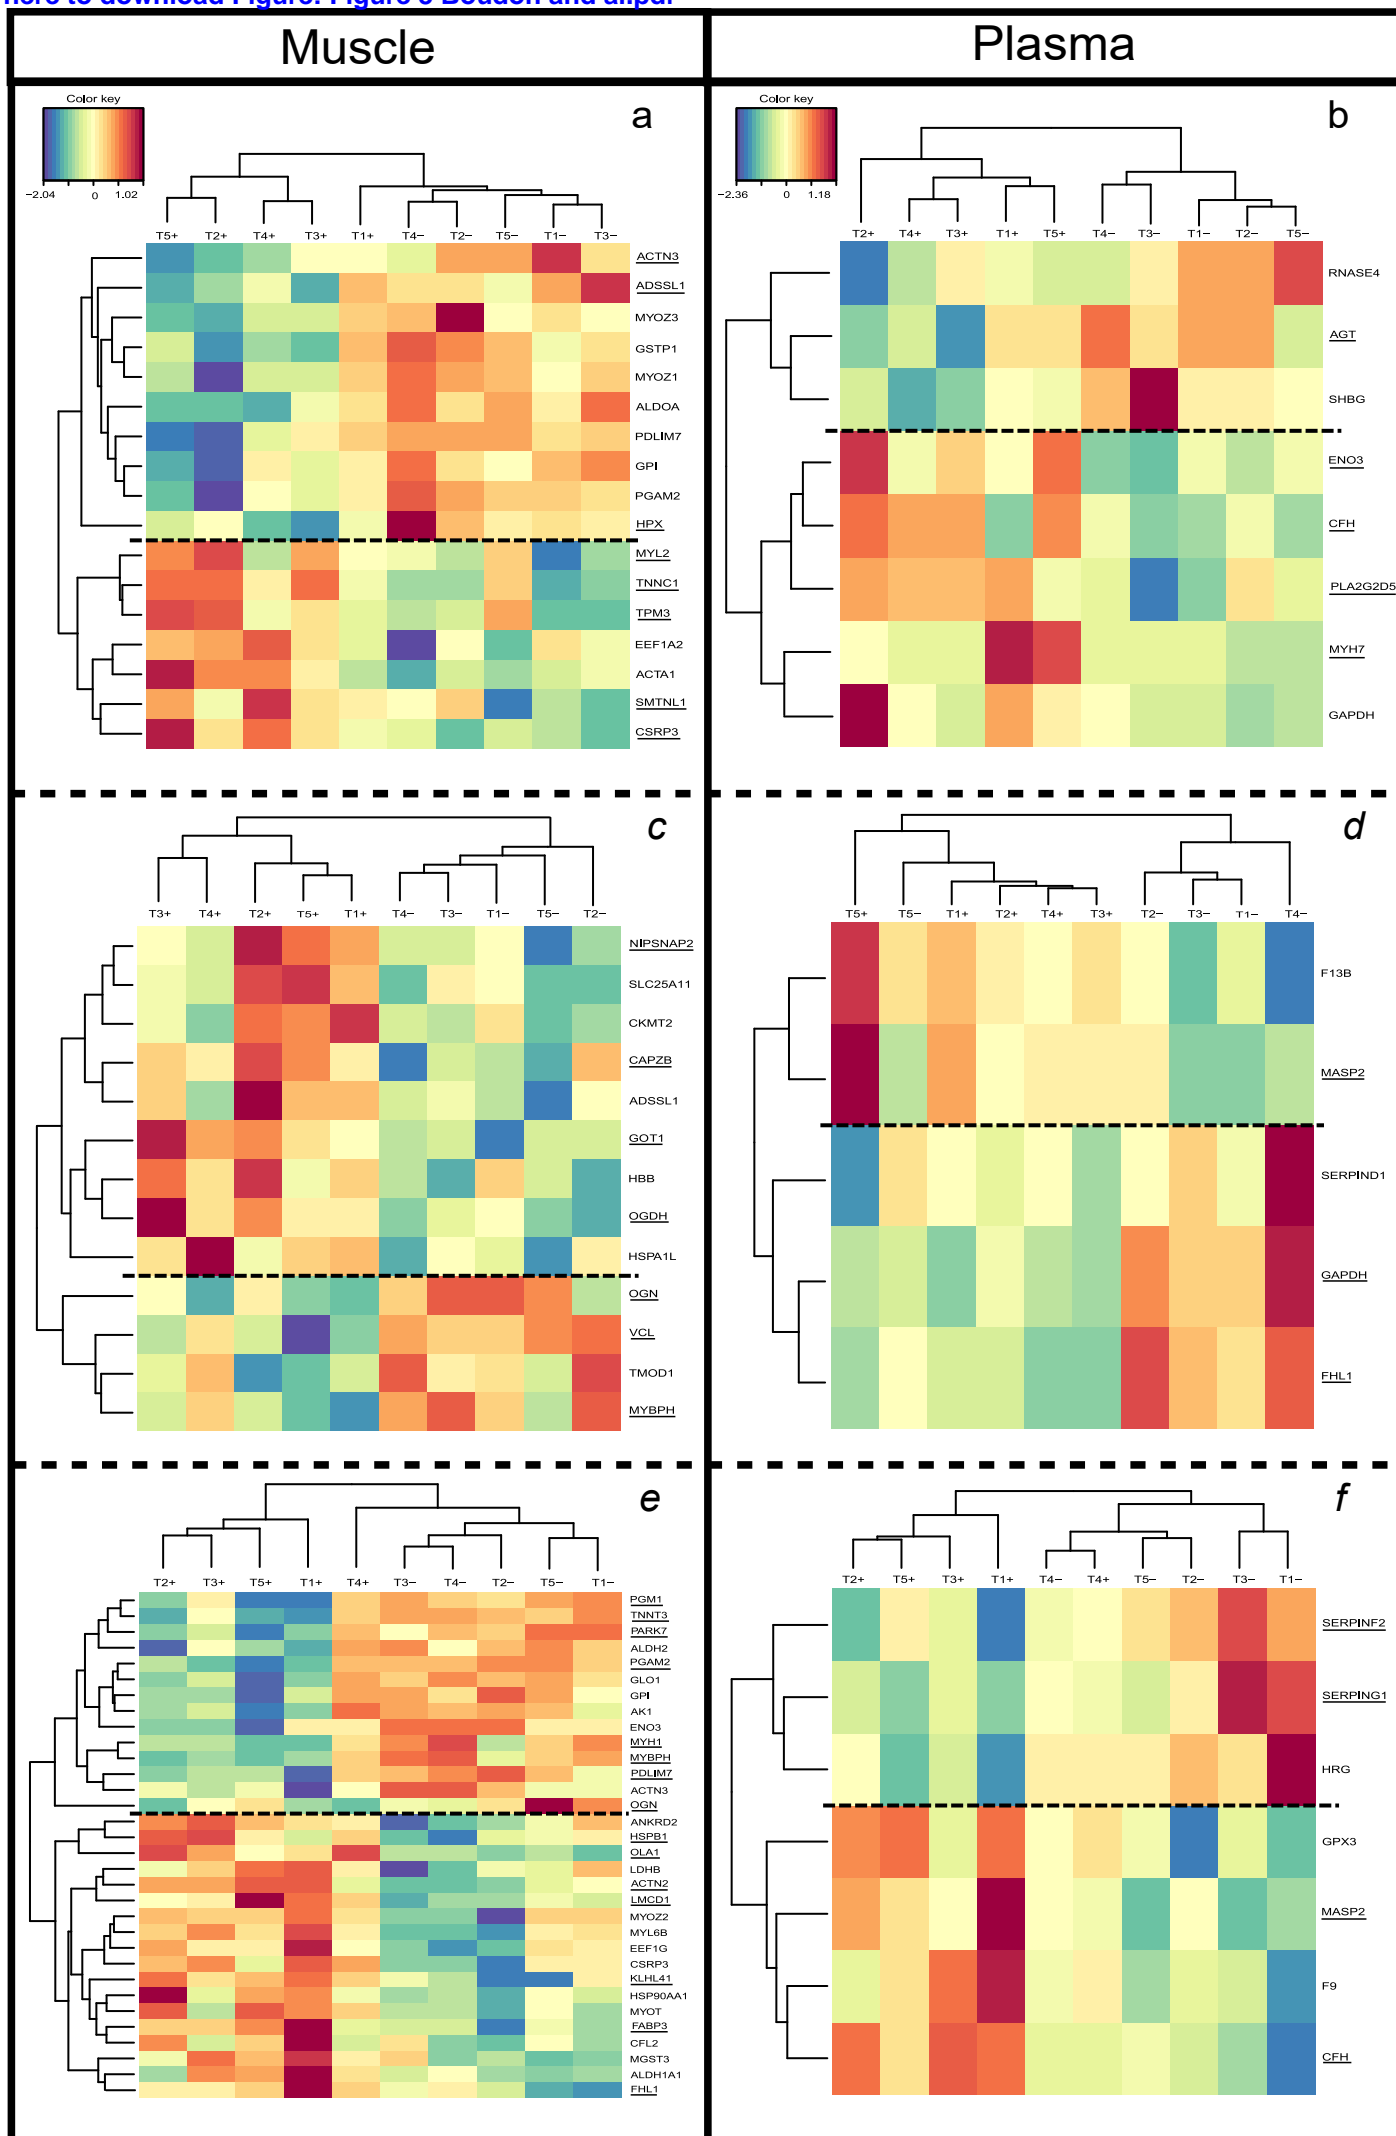 Muscle
Plasma
Color key
−2.04 0 1.02
a
T5+ T2+ T4+ T3+ T1+ T4− T2− T5− T1− T3−
ACTN3
ADSSL1
MYOZ3
GSTP1
MYOZ1
ALDOA
PDLIM7
GPI
PGAM2
HPX
MYL2
TNNC1
TPM3
EEF1A2
ACTA1
SMTNL1
CSRP3
Color key
−2.36 0 1.18
b
T2+ T4+ T3+ T1+ T5+ T4− T3− T1− T2− T5−
RNASE4
AGT
SHBG
ENO3
CFH
PLA2G2D5
MYH7
GAPDH
c
T3+ T4+ T2+ T5+ T1+ T4− T3− T1− T5− T2−
NIPSNAP2
SLC25A11
CKMT2
CAPZB
ADSSL1
GOT1
HBB
OGDH
HSPA1L
OGN
VCL
TMOD1
MYBPH
d
T5+ T5− T1+ T2+ T4+ T3+ T2− T3− T1− T4−
F13B
MASP2
SERPIND1
GAPDH
FHL1
e
T2+ T3+ T5+ T1+ T4+ T3− T4− T2− T5− T1−
PGM1
TNNT3
PARK7
ALDH2
PGAM2
GLO1
GPI
AK1
ENO3
MYH1
MYBPH
PDLIM7
ACTN3
OGN
ANKRD2
HSPB1
OLA1
LDHB
ACTN2
LMCD1
MYOZ2
MYL6B
EEF1G
CSRP3
KLHL41
HSP90AA1
MYOT
FABP3
CFL2
MGST3
ALDH1A1
FHL1
f
T2+ T5+ T3+ T1+ T4− T4+ T5− T2− T3− T1−
SERPINF2
SERPING1
HRG
GPX3
MASP2
F9
CFH